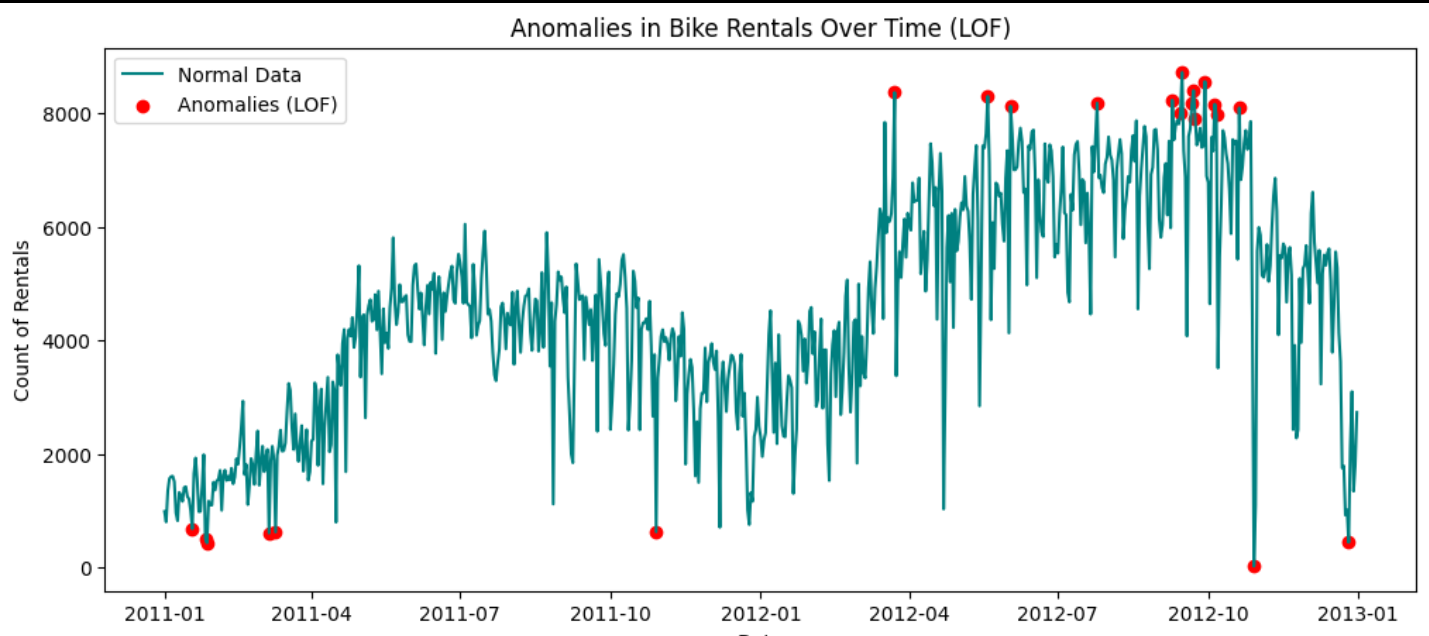 Anomalies in Bike Rentals Over Time (LOF)
Normal Data
Anomalies (LOF)
Count of Rentals
8000
6000
4000
2000
0
2011-01 2011-04 2011-07 2011-10 2012-01 2012-04 2012-07 2012-10 2013-01